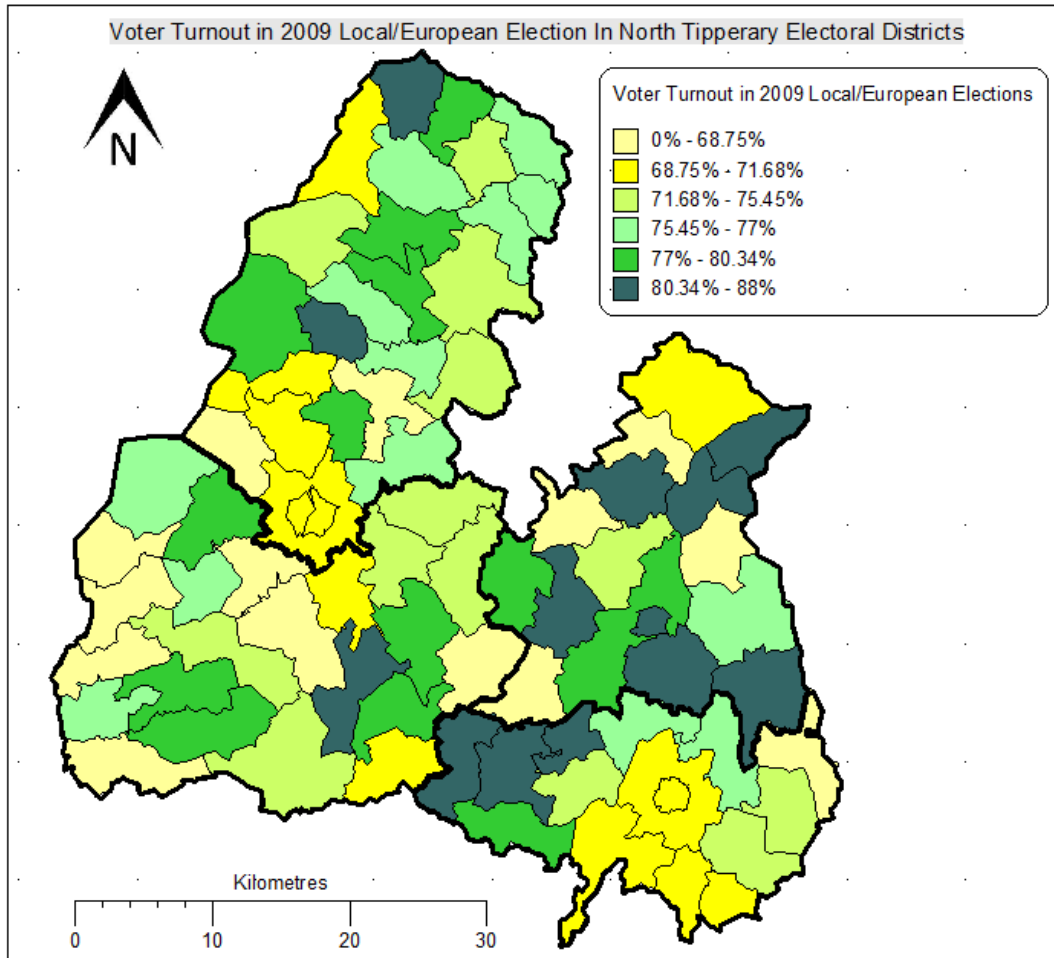 Voter Turnout in 2009 Local/European Election In North Tipperary Electoral Districts
N
Voter Turnout in 2009 Local/European Elections
0% - 68.75%
68.75% - 71.68%
71.68% - 75.45%
75.45% - 77%
77% - 80.34%
80.34% - 88%
Kilometres
0 10 20 30